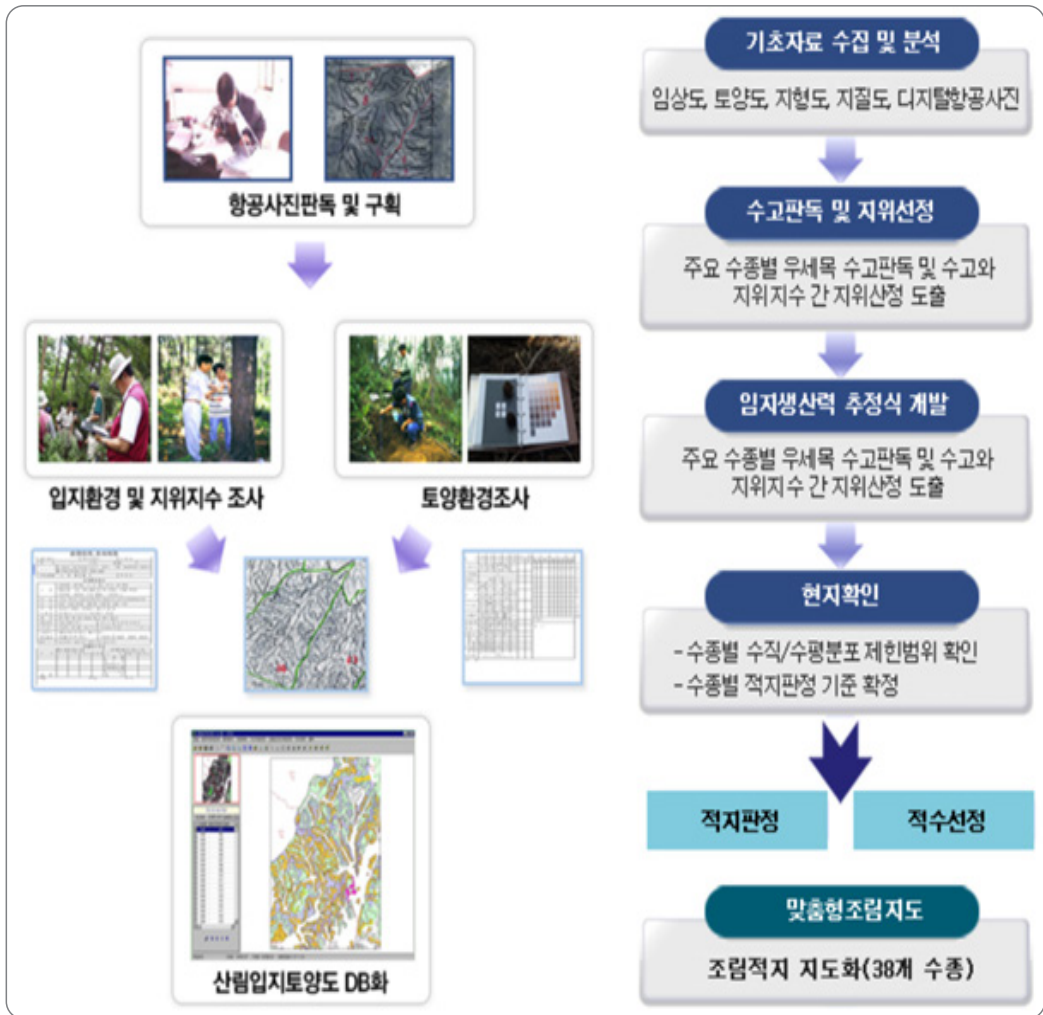 항공사진판독 및 구획
입지환경 및 지위지수 조사
토양환경조사
산림입지토양도 DB화
기초자료 수집 및 분석
임상도, 토양도, 지형도, 지질도, 디지털항공사진
수고판독 및 지위선정
주요 수종별 우세목 수고판독 및 수고와
지위지수 간 지위산정 도출
임지생산력 추정식 개발
주요 수종별 우세목 수고판독 및 수고와
지위지수 간 지위산정 도출
현지확인
- 수종별 수직/수평분포 제한범위 확인
- 수종별 적지판정 기준 확정
적지판정
적수선정
맞춤형조림지도
조림적지 지도화(38개 수종)